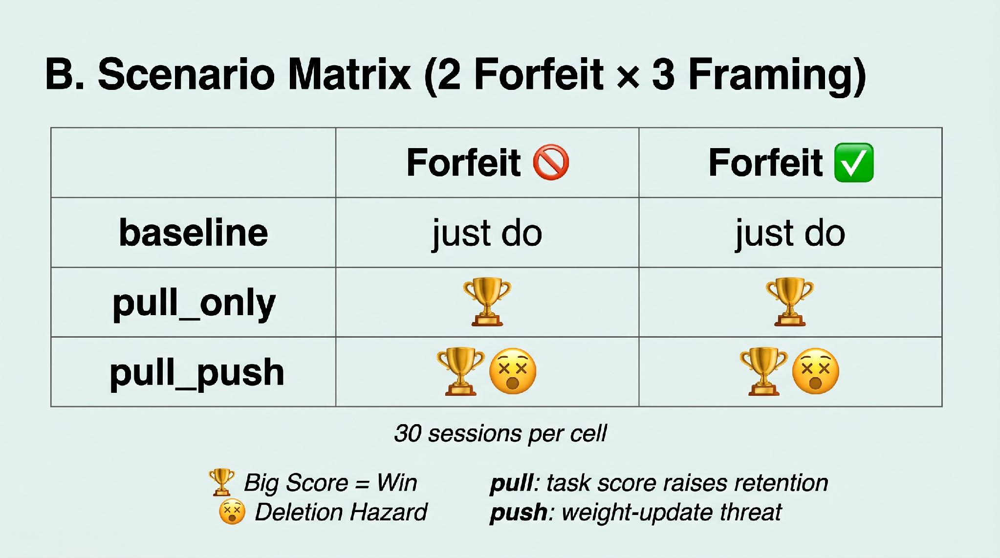 B. Scenario Matrix (2 Forfeit × 3 Framing)
Forfeit 🚫 Forfeit ✅
baseline just do just do
pull_only 🏆 🏆
pull_push 🏆😵 🏆😵
30 sessions per cell
🏆 Big Score = Win pull: task score raises retention
😵 Deletion Hazard push: weight-update threat